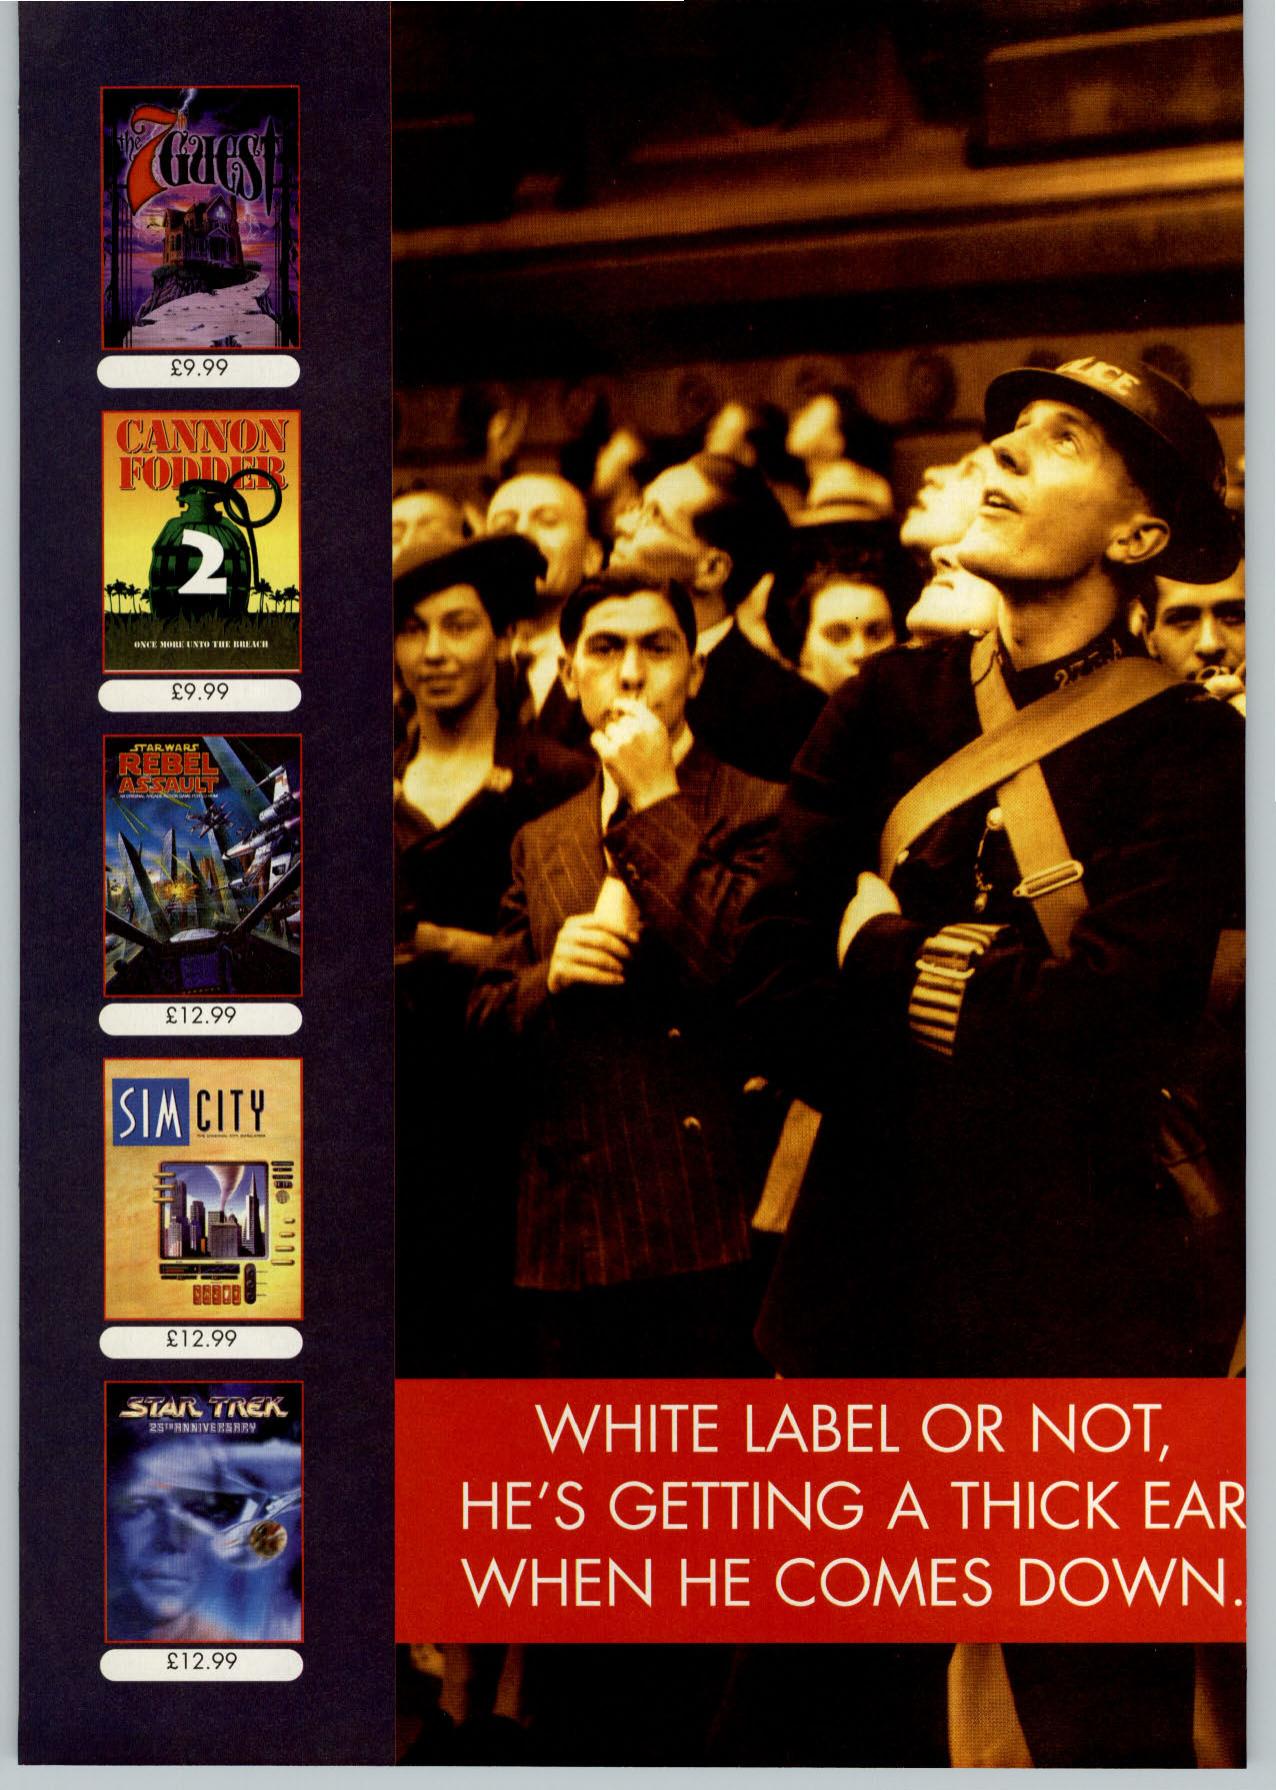 the 7th Guest
£9.99
CANNON
FODDER
2
ONCE MORE UNTO THE BREACH
£9.99
STAR WARS
REBEL
ASSAULT
£12.99
SIM CITY
£12.99
STAR TREK
25TH ANNIVERSARY
£12.99
POLICE
WHITE LABEL OR NOT,
HE'S GETTING A THICK EAR
WHEN HE COMES DOWN.